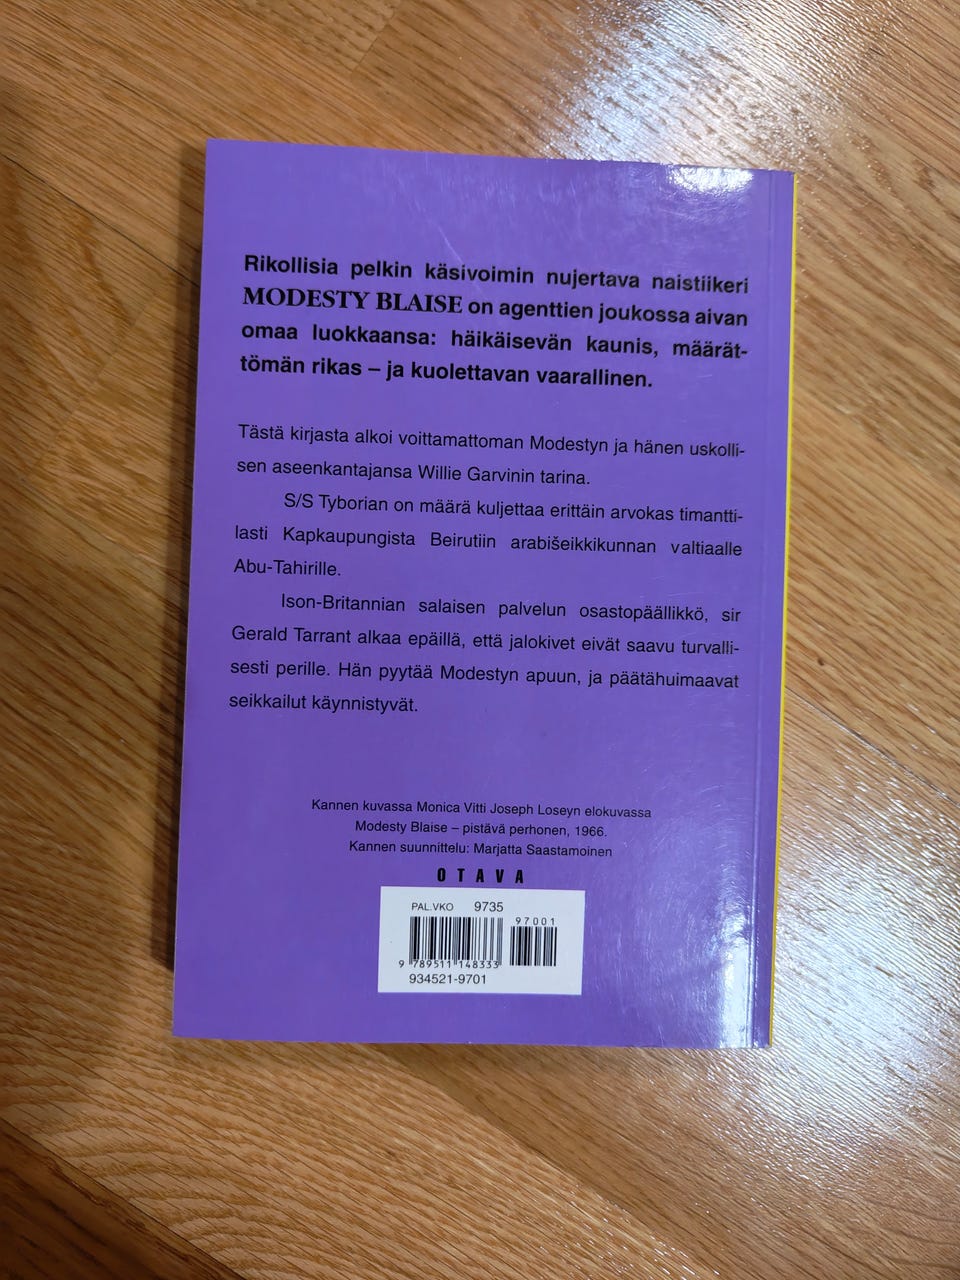 Rikollisia pelkin käsivoimin nujertava naistiikeri
MODESTY BLAISE on agenttien joukossa aivan
omaa luokkaansa: häikäisevän kaunis, määrät-
tömän rikas – ja kuolettavan vaarallinen.
Tästä kirjasta alkoi voittamattoman Modestyn ja hänen uskolli-
sen aseenkantajansa Willie Garvinin tarina.
S/S Tyborian on määrä kuljettaa erittäin arvokas timantti-
lasti Kapkaupungista Beirutiin arabišeikkikunnan valtiaalle
Abu-Tahirille.
Ison-Britannian salaisen palvelun osastopäällikkö, sir
Gerald Tarrant alkaa epäillä, että jalokivet eivät saavu turvalli-
sesti perille. Hän pyytää Modestyn apuun, ja päätähuimaavat
seikkailut käynnistyvät.
Kannen kuvassa Monica Vitti Joseph Loseyn elokuvassa
Modesty Blaise – pistävä perhonen, 1966.
Kannen suunnittelu: Marjatta Saastamoinen
OTAVA
PAL.VKO 9735
97001
9 789511 148333
934521-9701